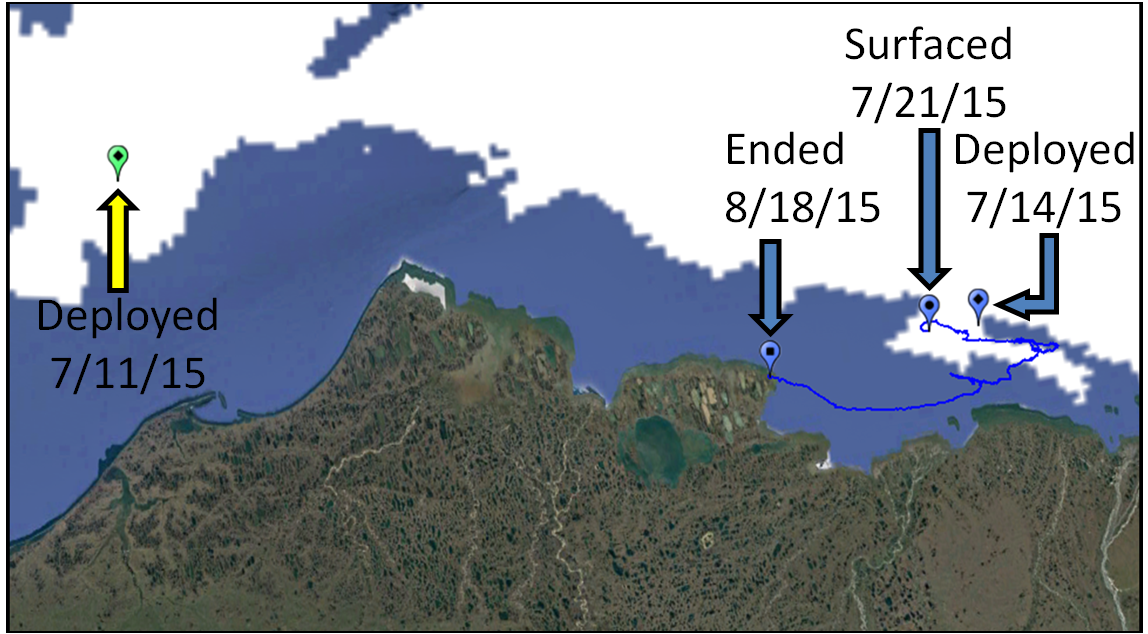 Surfaced
7/21/15
Ended
8/18/15
Deployed
7/14/15
Deployed
7/11/15